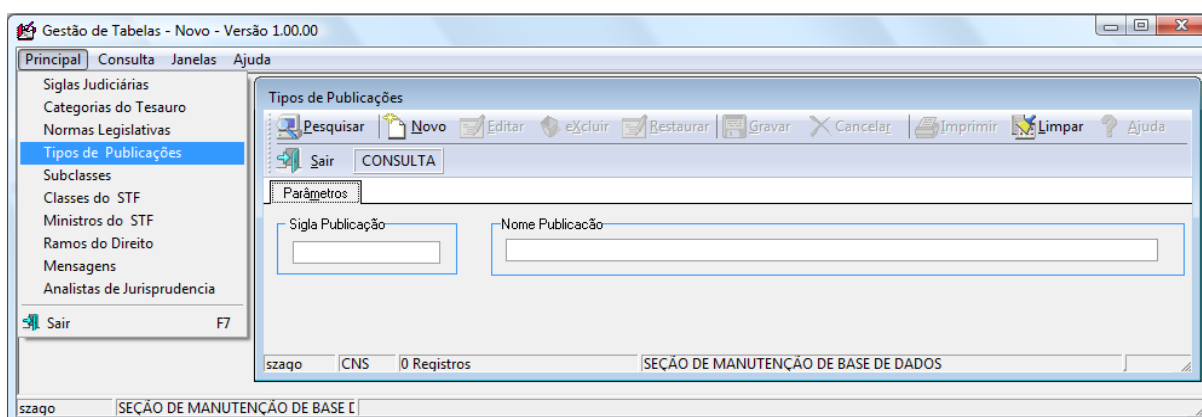 Gestão de Tabelas - Novo - Versão 1.00.00
Principal Consulta Janelas Ajuda
Siglas Judiciárias
Categorias do Tesauro
Normas Legislativas
Tipos de Publicações
Subclasses
Classes do STF
Ministros do STF
Ramos do Direito
Mensagens
Analistas de Jurisprudencia
Sair F7
Tipos de Publicações
Pesquisar Novo Editar eXcluir Restaurar Gravar Cancelar Imprimir Limpar Ajuda
Sair CONSULTA
Parâmetros
Sigla Publicação Nome Publicacão
szago CNS 0 Registros SEÇÃO DE MANUTENÇÃO DE BASE DE DADOS
szago SEÇÃO DE MANUTENÇÃO DE BASE D